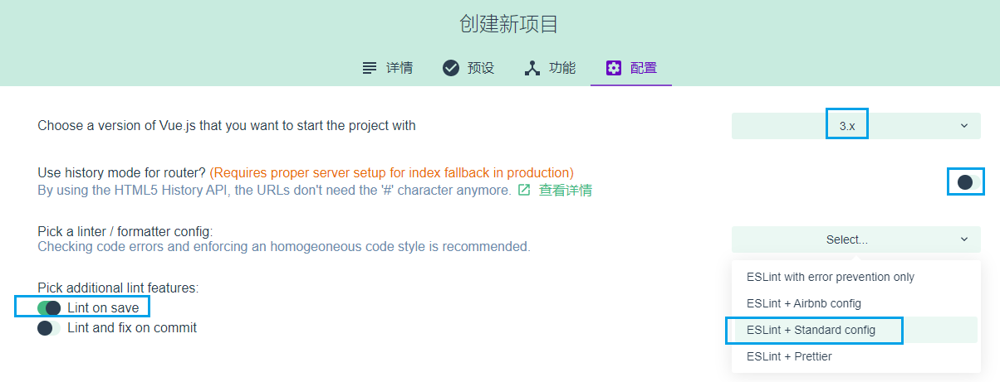 创建新项目
详情 预设 功能 配置
Choose a version of Vue.js that you want to start the project with 3.x
Use history mode for router? (Requires proper server setup for index fallback in production)
By using the HTML5 History API, the URLs don't need the '#' character anymore. 查看详情
Pick a linter / formatter config:
Checking code errors and enforcing an homogeoneous code style is recommended.
Select...
ESLint with error prevention only
ESLint + Airbnb config
ESLint + Standard config
ESLint + Prettier
Pick additional lint features:
Lint on save
Lint and fix on commit